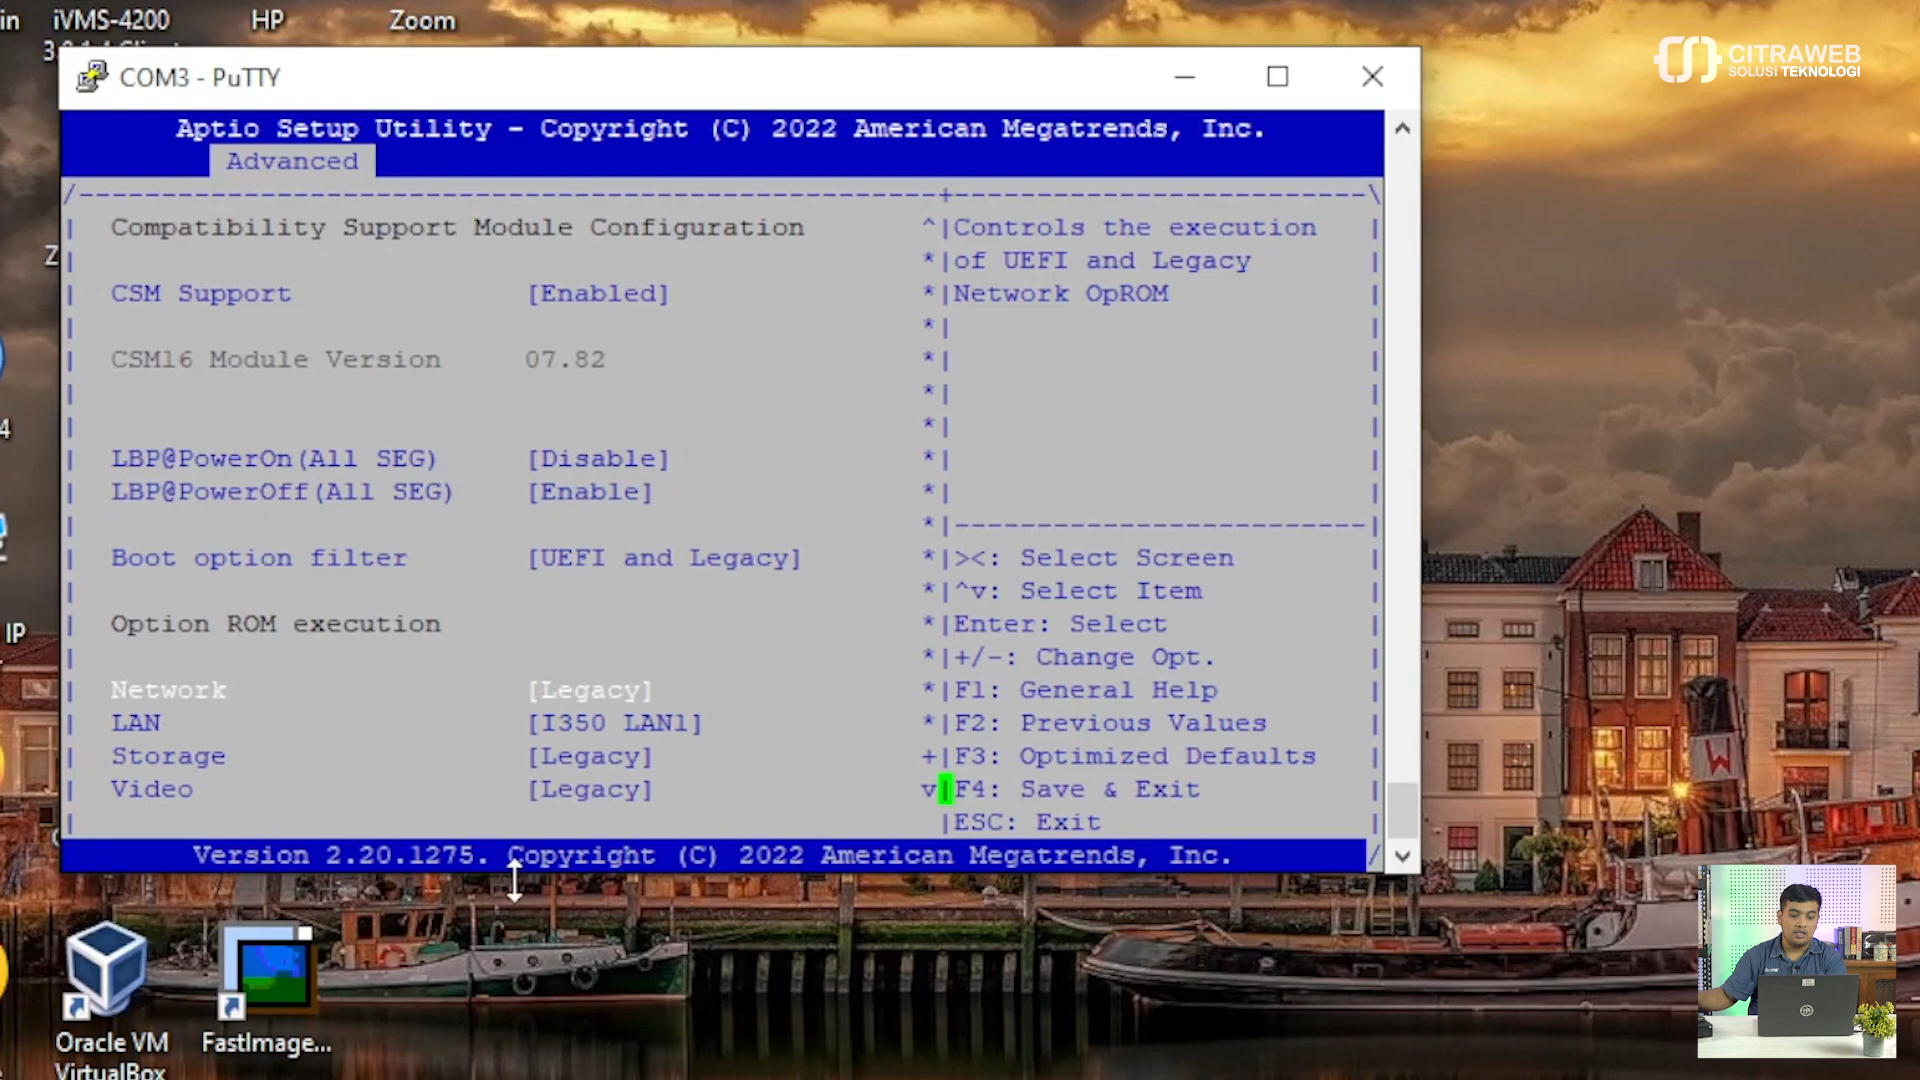 in iVMS-4200 HP Zoom
CITRAWEB
SOLUSI TEKNOLOGI
COM3 - PuTTY
Aptio Setup Utility - Copyright (C) 2022 American Megatrends, Inc.
Advanced
Compatibility Support Module Configuration
CSM Support [Enabled]
CSM16 Module Version 07.82
LBP@PowerOn(All SEG) [Disable]
LBP@PowerOff(All SEG) [Enable]
Boot option filter [UEFI and Legacy]
Option ROM execution
Network [Legacy]
LAN [I350 LAN1]
Storage [Legacy]
Video [Legacy]
Controls the execution
of UEFI and Legacy
Network OpROM
><: Select Screen
^v: Select Item
Enter: Select
+/-: Change Opt.
F1: General Help
F2: Previous Values
F3: Optimized Defaults
F4: Save & Exit
ESC: Exit
Version 2.20.1275. Copyright (C) 2022 American Megatrends, Inc.
Z
4
IP
W
Oracle VM
VirtualBox
FastImage...